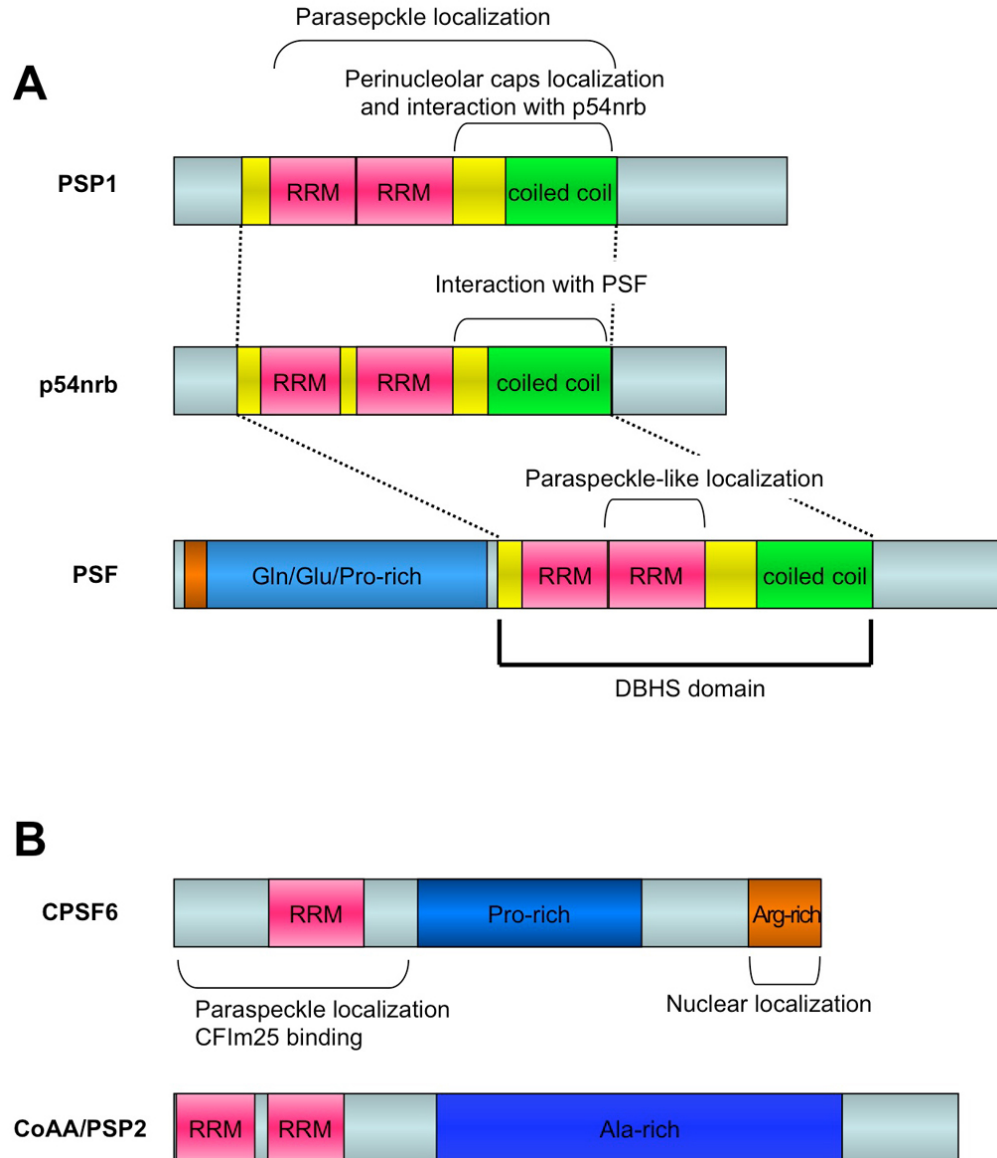 Parasepckle localization
A
Perinucleolar caps localization
and interaction with p54nrb
PSP1
RRM
RRM
coiled coil
Interaction with PSF
p54nrb
RRM
RRM
coiled coil
Paraspeckle-like localization
PSF
Gln/Glu/Pro-rich
RRM
RRM
coiled coil
DBHS domain
B
CPSF6
RRM
Pro-rich
Arg-rich
Paraspeckle localization
CFIm25 binding
Nuclear localization
CoAA/PSP2
RRM
RRM
Ala-rich